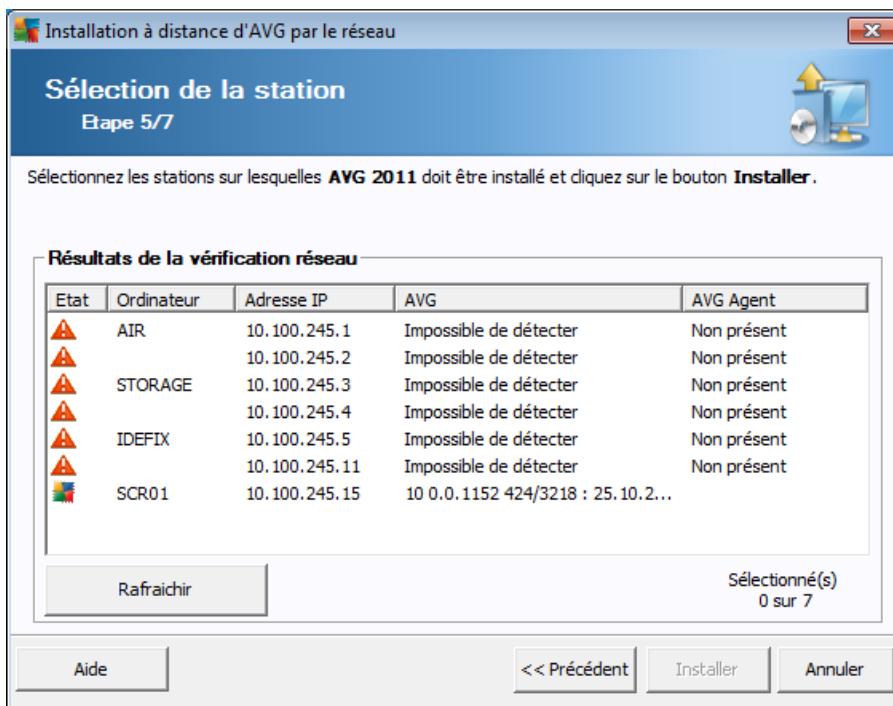 Installation à distance d'AVG par le réseau
Sélection de la station
Etape 5/7
Sélectionnez les stations sur lesquelles AVG 2011 doit être installé et cliquez sur le bouton Installer.
Résultats de la vérification réseau
Etat Ordinateur Adresse IP AVG AVG Agent
AIR 10.100.245.1 Impossible de détecter Non présent
10.100.245.2 Impossible de détecter Non présent
STORAGE 10.100.245.3 Impossible de détecter Non présent
10.100.245.4 Impossible de détecter Non présent
IDEFIX 10.100.245.5 Impossible de détecter Non présent
10.100.245.11 Impossible de détecter Non présent
SCR01 10.100.245.15 10 0.0.1152 424/3218 : 25.10.2...
Rafraichir
Sélectionné(s)
0 sur 7
Aide
<< Précédent
Installer
Annuler